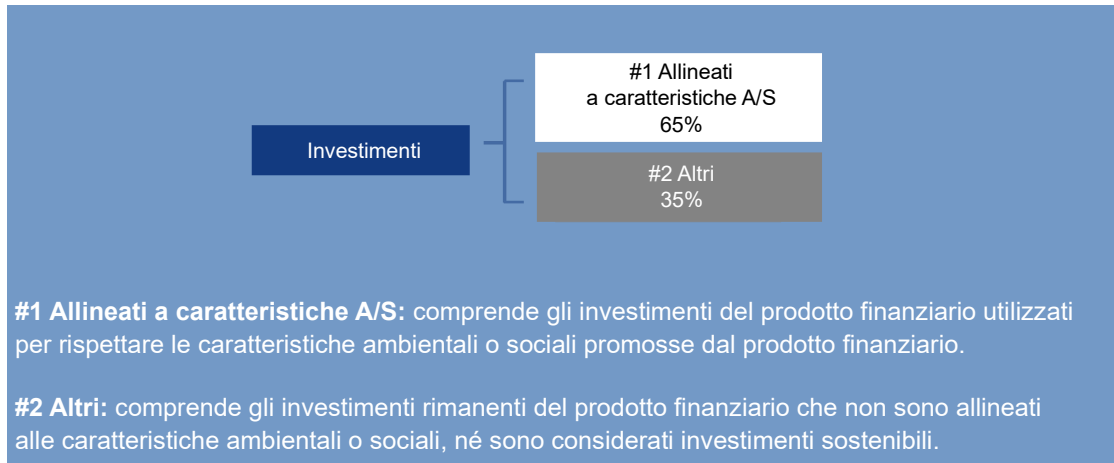 #1 Allineati
a caratteristiche A/S
65%
Investimenti
#2 Altri
35%
#1 Allineati a caratteristiche A/S: comprende gli investimenti del prodotto finanziario utilizzati
per rispettare le caratteristiche ambientali o sociali promosse dal prodotto finanziario.
#2 Altri: comprende gli investimenti rimanenti del prodotto finanziario che non sono allineati
alle caratteristiche ambientali o sociali, né sono considerati investimenti sostenibili.